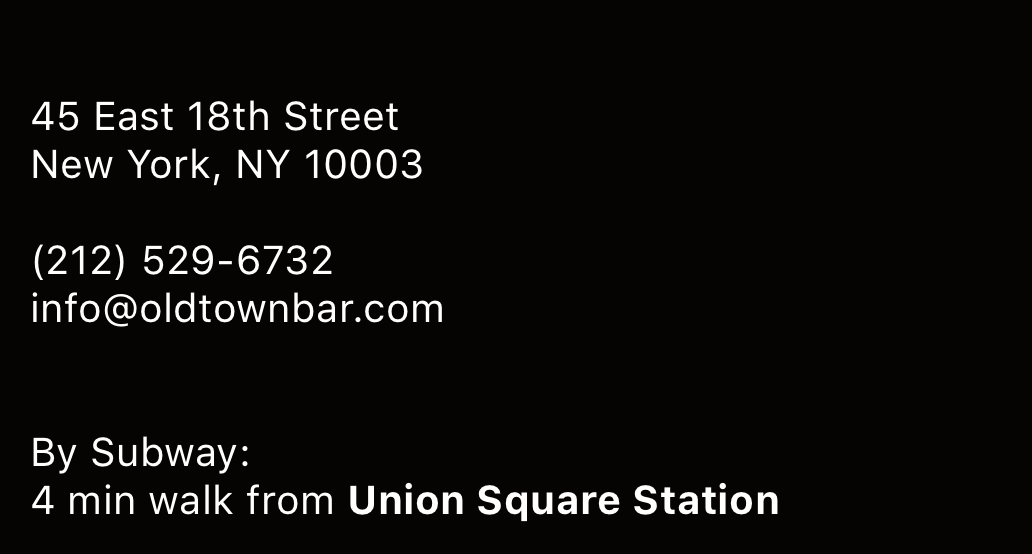 45 East 18th Street
New York, NY 10003
(212) 529-6732
info@oldtownbar.com
By Subway:
4 min walk from Union Square Station